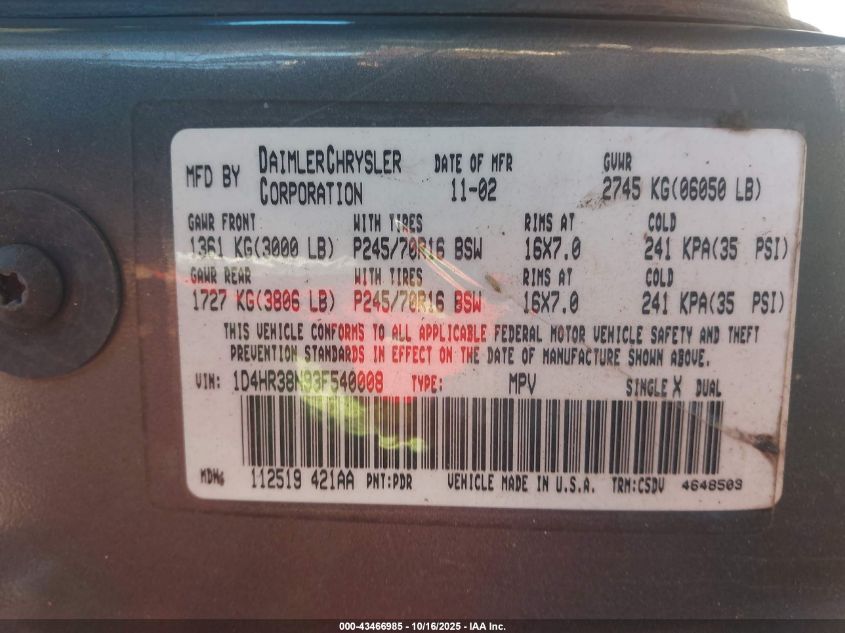 MFD BY DAIMLERCHRYSLER CORPORATION DATE OF MFR 11-02 GVWR 2745 KG(06050 LB)
GAWR FRONT WITH TIRES RIMS AT COLD
1361 KG(3000 LB) P245/70R16 BSW 16X7.0 241 KPA(35 PSI)
GAWR REAR WITH TIRES RIMS AT COLD
1727 KG(3806 LB) P245/70R16 BSW 16X7.0 241 KPA(35 PSI)
THIS VEHICLE CONFORMS TO ALL APPLICABLE FEDERAL MOTOR VEHICLE SAFETY AND THEFT
PREVENTION STANDARDS IN EFFECT ON THE DATE OF MANUFACTURE SHOWN ABOVE.
VIN: 1D4HR38N93F540008 TYPE: MPV SINGLE X DUAL
MDH: 112519 421AA PNT:PDR VEHICLE MADE IN U.S.A. TRM:CSDV 4648503
000-43466985 - 10/16/2025 - IAA Inc.